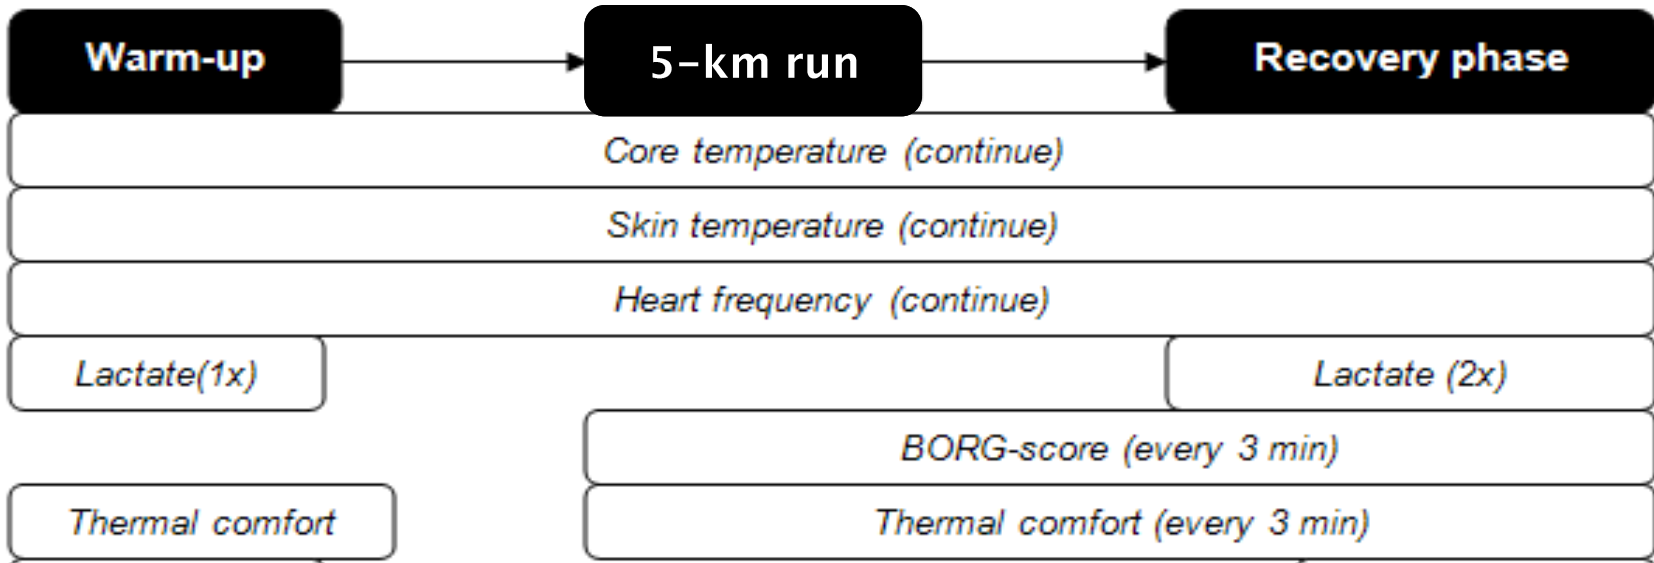 Warm-up
5-km run
Recovery phase
Core temperature (continue)
Skin temperature (continue)
Heart frequency (continue)
Lactate(1x)
Lactate (2x)
BORG-score (every 3 min)
Thermal comfort
Thermal comfort (every 3 min)